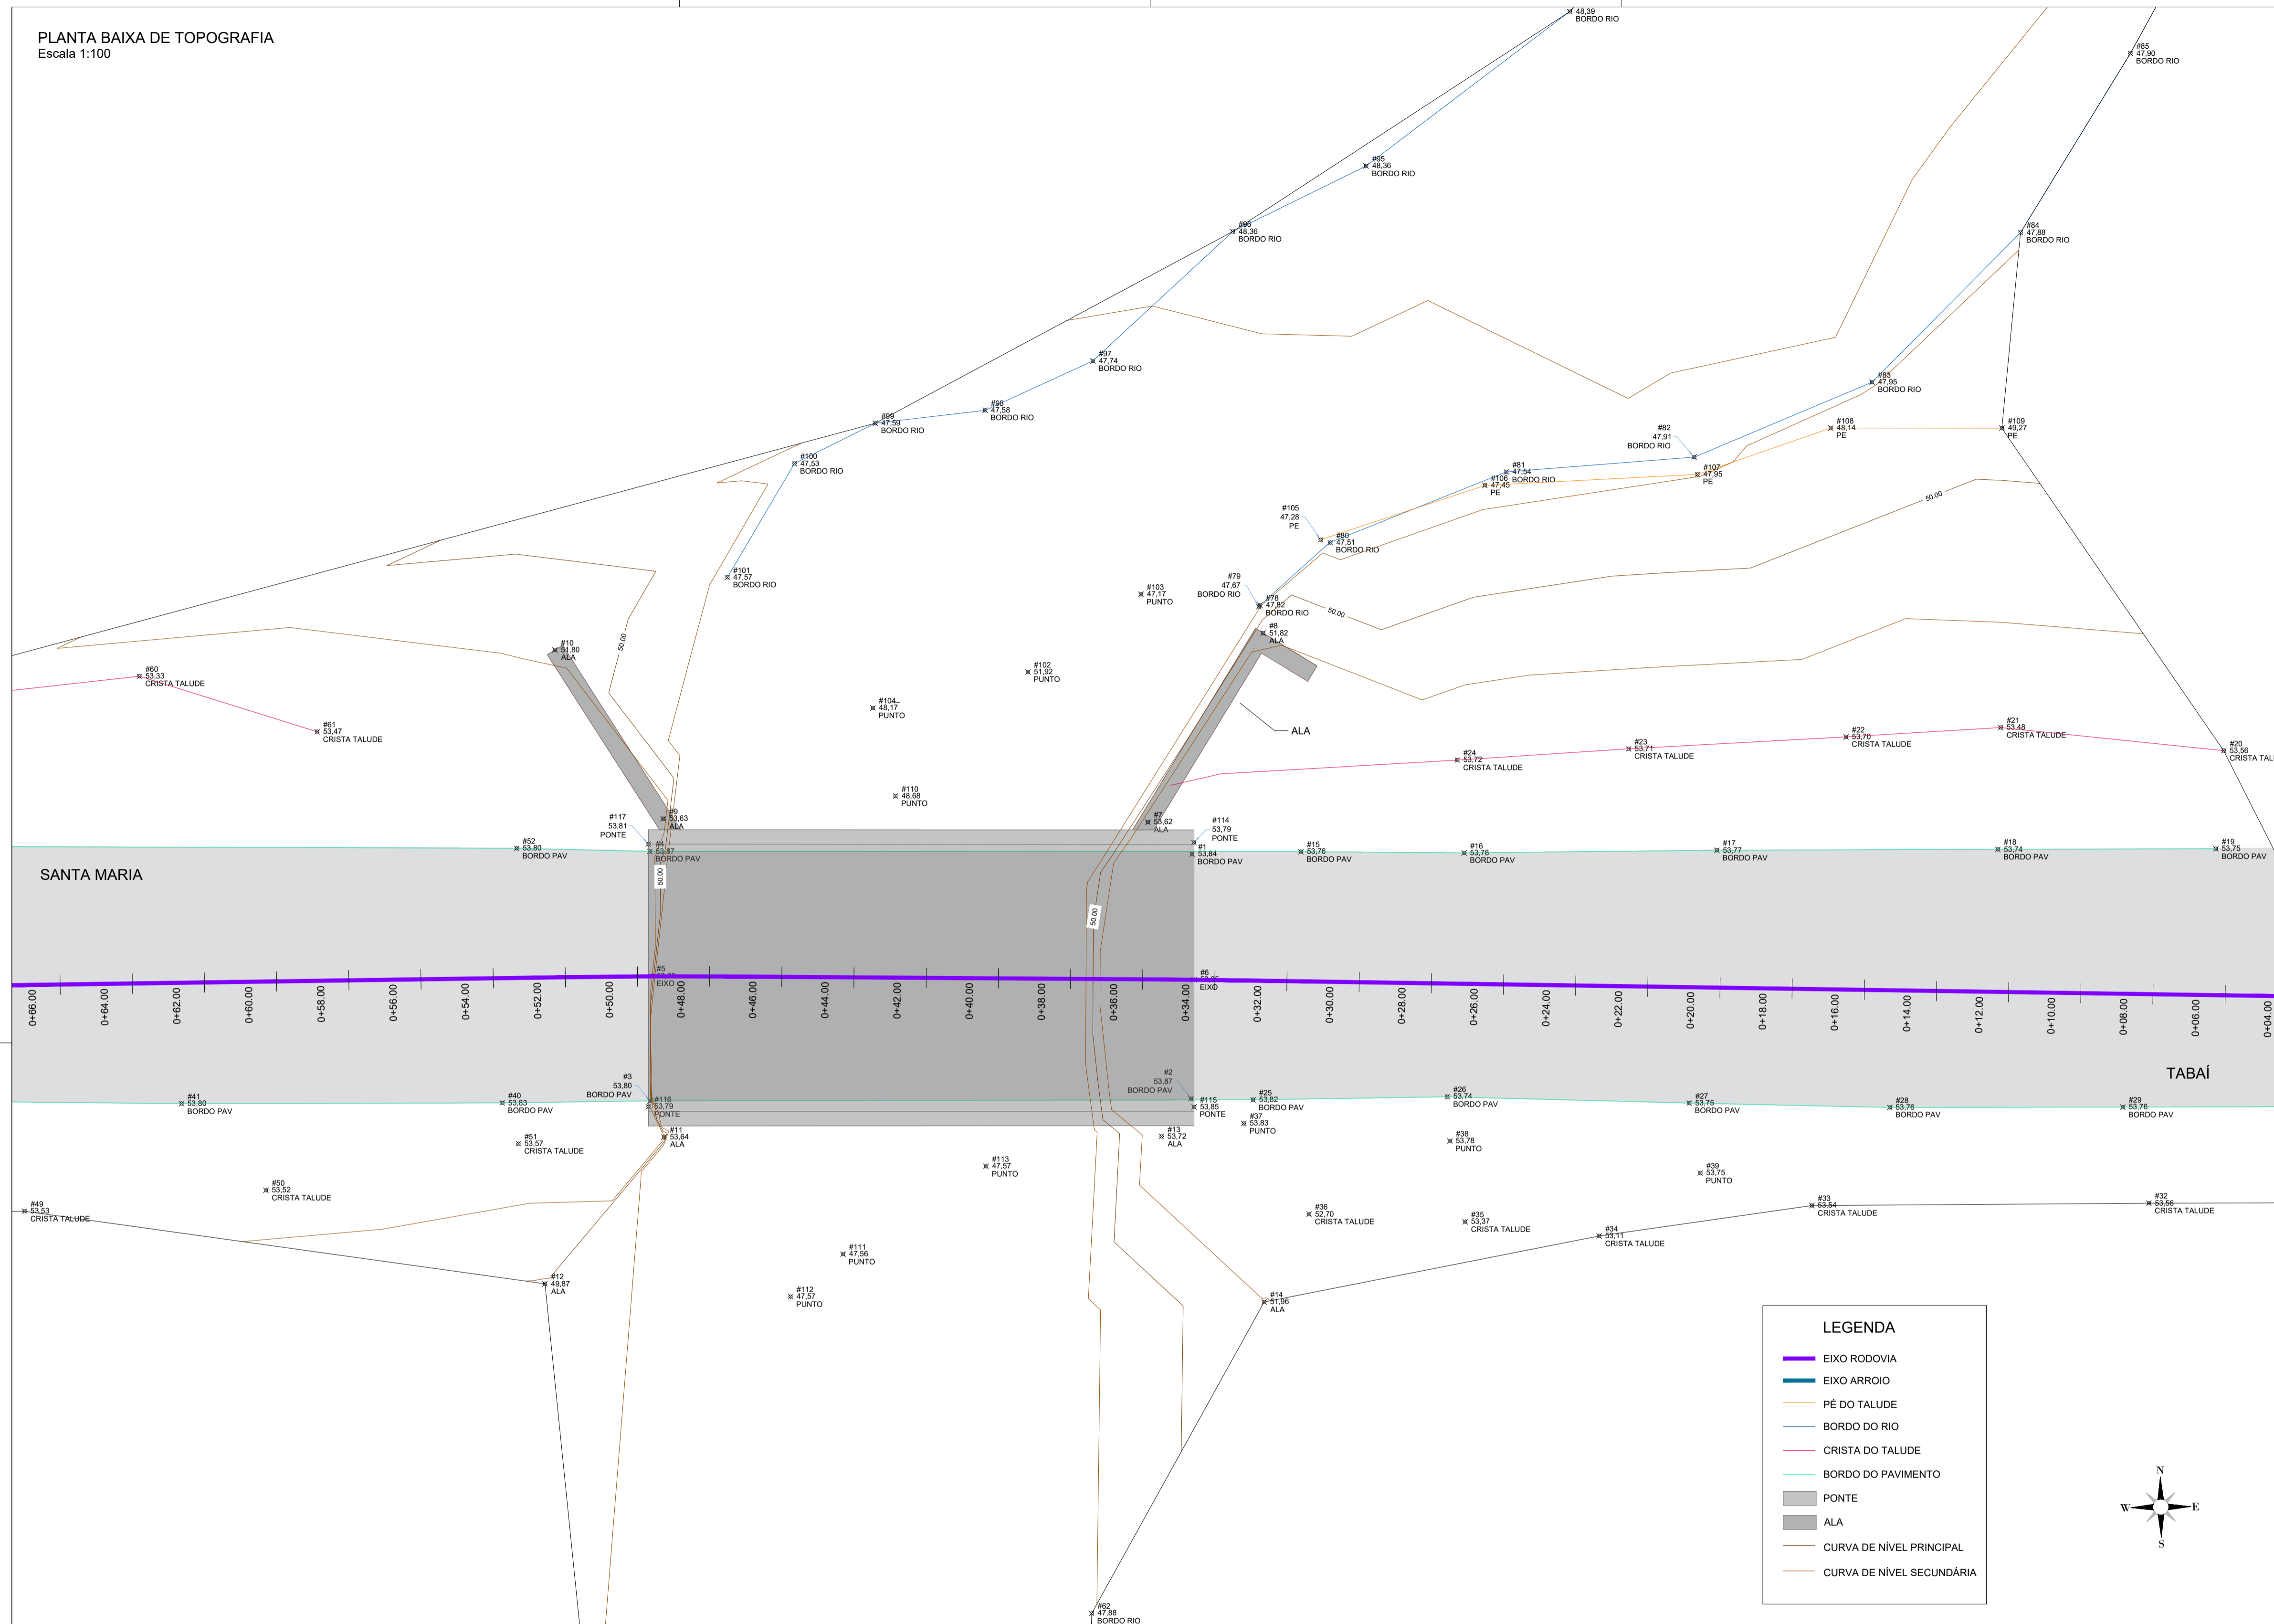 PLANTA BAIXA DE TOPOGRAFIA
Escala 1:100
48,39
BORDO RIO
#85
47,90
BORDO RIO
#95
48,36
BORDO RIO
48,36
BORDO RIO
#84
47,88
BORDO RIO
#97
47,74
BORDO RIO
#83
47,95
BORDO RIO
#98
47,58
BORDO RIO
#99
47,59
BORDO RIO
#108
48,14
PE
#109
49,27
PE
#82
47,91
BORDO RIO
#100
47,53
BORDO RIO
#81
47,54
BORDO RIO
#106
47,45
PE
#107
47,95
PE
50.00
#105
47,28
PE
#80
47,51
BORDO RIO
#101
47,57
BORDO RIO
#79
47,67
BORDO RIO
#103
47,17
PUNTO
#78
47,82
BORDO RIO
50.00
#8
51,82
ALA
50.00
#10
51,80
ALA
#60
53,33
CRISTA TALUDE
#102
51,92
PUNTO
#104
48,17
PUNTO
#61
53,47
CRISTA TALUDE
ALA
#21
53,48
CRISTA TALUDE
#22
53,70
CRISTA TALUDE
#23
53,71
CRISTA TALUDE
#20
53,56
CRISTA TAL
#24
53,72
CRISTA TALUDE
#110
48,68
PUNTO
#9
53,63
ALA
#117
53,81
PONTE
#7
53,62
ALA
#114
53,79
PONTE
#52
53,80
BORDO PAV
#4
53,87
BORDO PAV
#1
53,84
BORDO PAV
#15
53,76
BORDO PAV
#16
53,78
BORDO PAV
#17
53,77
BORDO PAV
#18
53,74
BORDO PAV
#19
53,75
BORDO PAV
SANTA MARIA
50.00
50.00
#5
EIXO
#6
EIXO
0+66.00
0+64.00
0+62.00
0+60.00
0+58.00
0+56.00
0+54.00
0+52.00
0+50.00
0+48.00
0+46.00
0+44.00
0+42.00
0+40.00
0+38.00
0+36.00
0+34.00
0+32.00
0+30.00
0+28.00
0+26.00
0+24.00
0+22.00
0+20.00
0+18.00
0+16.00
0+14.00
0+12.00
0+10.00
0+08.00
0+06.00
0+04.00
TABAÍ
#3
53,80
BORDO PAV
#2
53,87
BORDO PAV
#41
53,80
BORDO PAV
#40
53,83
BORDO PAV
#116
53,79
PONTE
#115
53,85
PONTE
#25
53,82
BORDO PAV
#26
53,74
BORDO PAV
#27
53,75
BORDO PAV
#28
53,76
BORDO PAV
#29
53,76
BORDO PAV
#37
53,83
PUNTO
#11
53,64
ALA
#13
53,72
ALA
#51
53,57
CRISTA TALUDE
#38
53,78
PUNTO
#113
47,57
PUNTO
#39
53,75
PUNTO
#50
53,52
CRISTA TALUDE
#49
53,53
CRISTA TALUDE
#36
52,70
CRISTA TALUDE
#35
53,37
CRISTA TALUDE
#33
53,54
CRISTA TALUDE
#32
53,56
CRISTA TALUDE
#34
53,11
CRISTA TALUDE
#111
47,56
PUNTO
#12
49,87
ALA
#112
47,57
PUNTO
#14
51,96
ALA
LEGENDA
EIXO RODOVIA
EIXO ARROIO
PÉ DO TALUDE
BORDO DO RIO
CRISTA DO TALUDE
BORDO DO PAVIMENTO
PONTE
ALA
CURVA DE NÍVEL PRINCIPAL
CURVA DE NÍVEL SECUNDÁRIA
N
W
E
S
#62
47,88
BORDO RIO